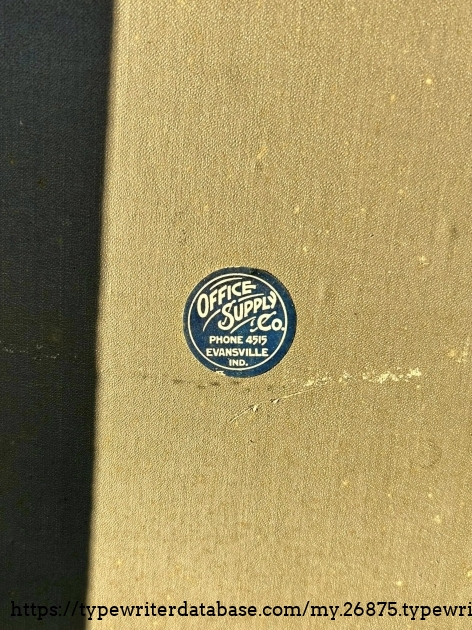 OFFICE
SUPPLY
Co.
PHONE 4515
EVANSVILLE
IND.
https://typewriterdatabase.com/my.26875.typewri